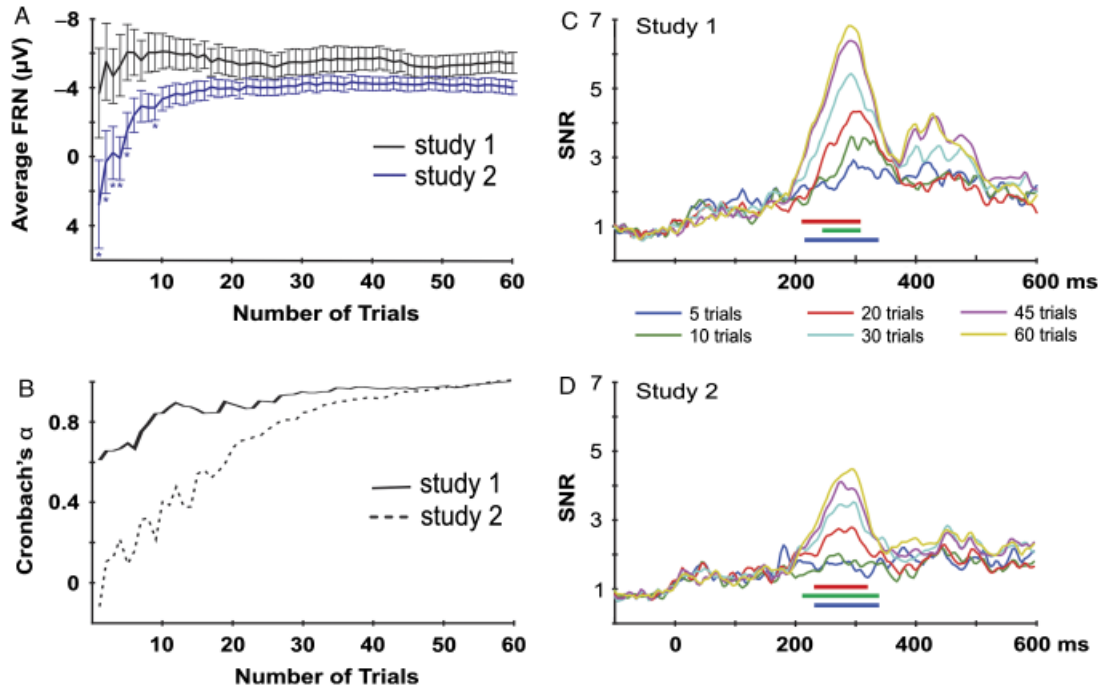 A
–8
–4
0
4
Average FRN (μV)
study 1
study 2
* * * * * *
10 20 30 40 50 60
Number of Trials
B
0.8
0.4
0
Cronbach's α
study 1
study 2
0 10 20 30 40 50 60
Number of Trials
C
Study 1
7
5
3
1
SNR
200 400 600 ms
5 trials 20 trials 45 trials
10 trials 30 trials 60 trials
D
Study 2
7
5
3
1
SNR
0 200 400 600 ms